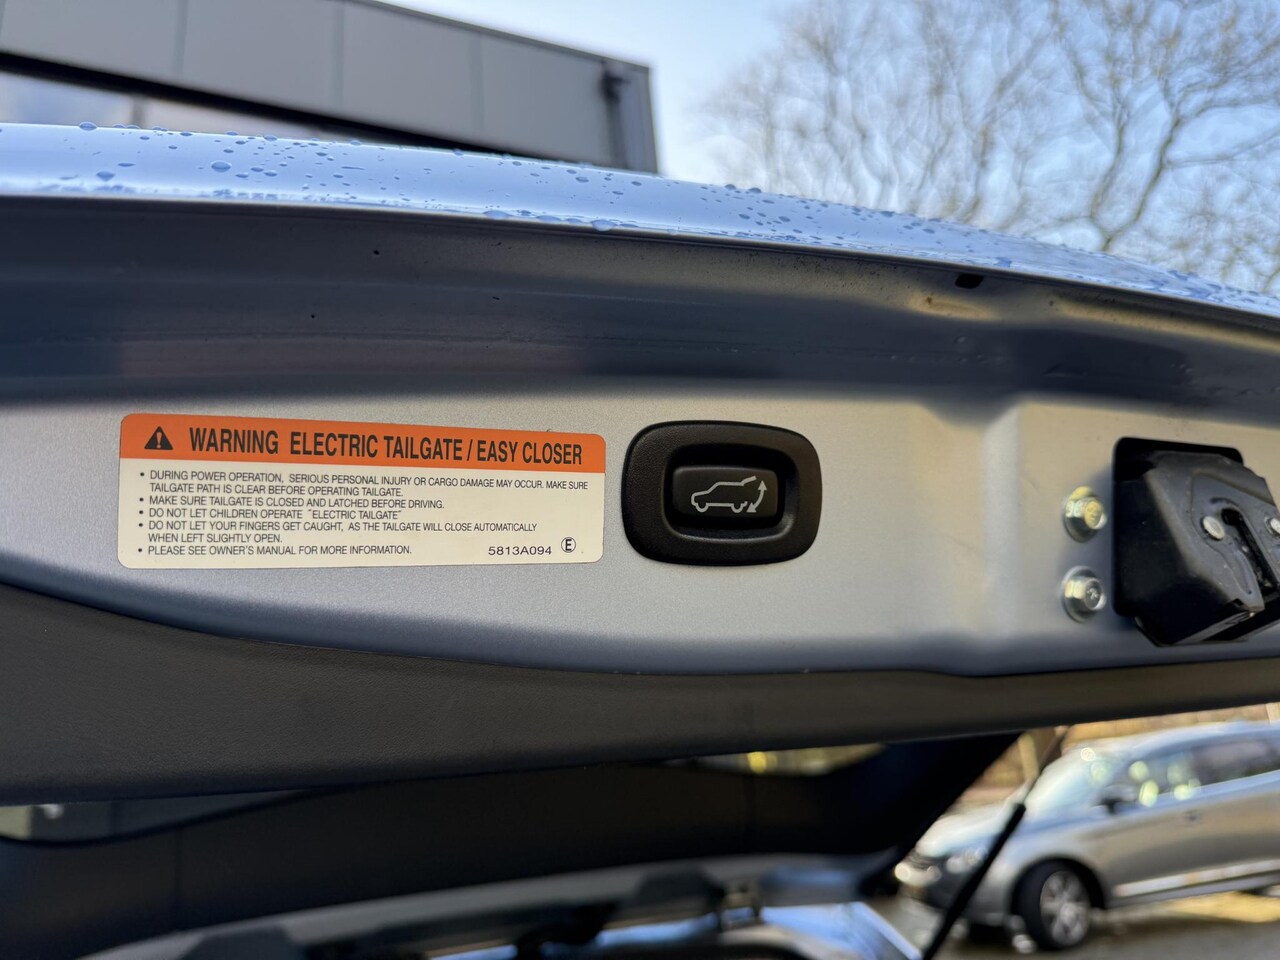 WARNING ELECTRIC TAILGATE / EASY CLOSER
• DURING POWER OPERATION, SERIOUS PERSONAL INJURY OR CARGO DAMAGE MAY OCCUR. MAKE SURE
TAILGATE PATH IS CLEAR BEFORE OPERATING TAILGATE.
• MAKE SURE TAILGATE IS CLOSED AND LATCHED BEFORE DRIVING.
• DO NOT LET CHILDREN OPERATE "ELECTRIC TAILGATE"
• DO NOT LET YOUR FINGERS GET CAUGHT, AS THE TAILGATE WILL CLOSE AUTOMATICALLY
WHEN LEFT SLIGHTLY OPEN.
• PLEASE SEE OWNER'S MANUAL FOR MORE INFORMATION. 5813A094 Ⓔ